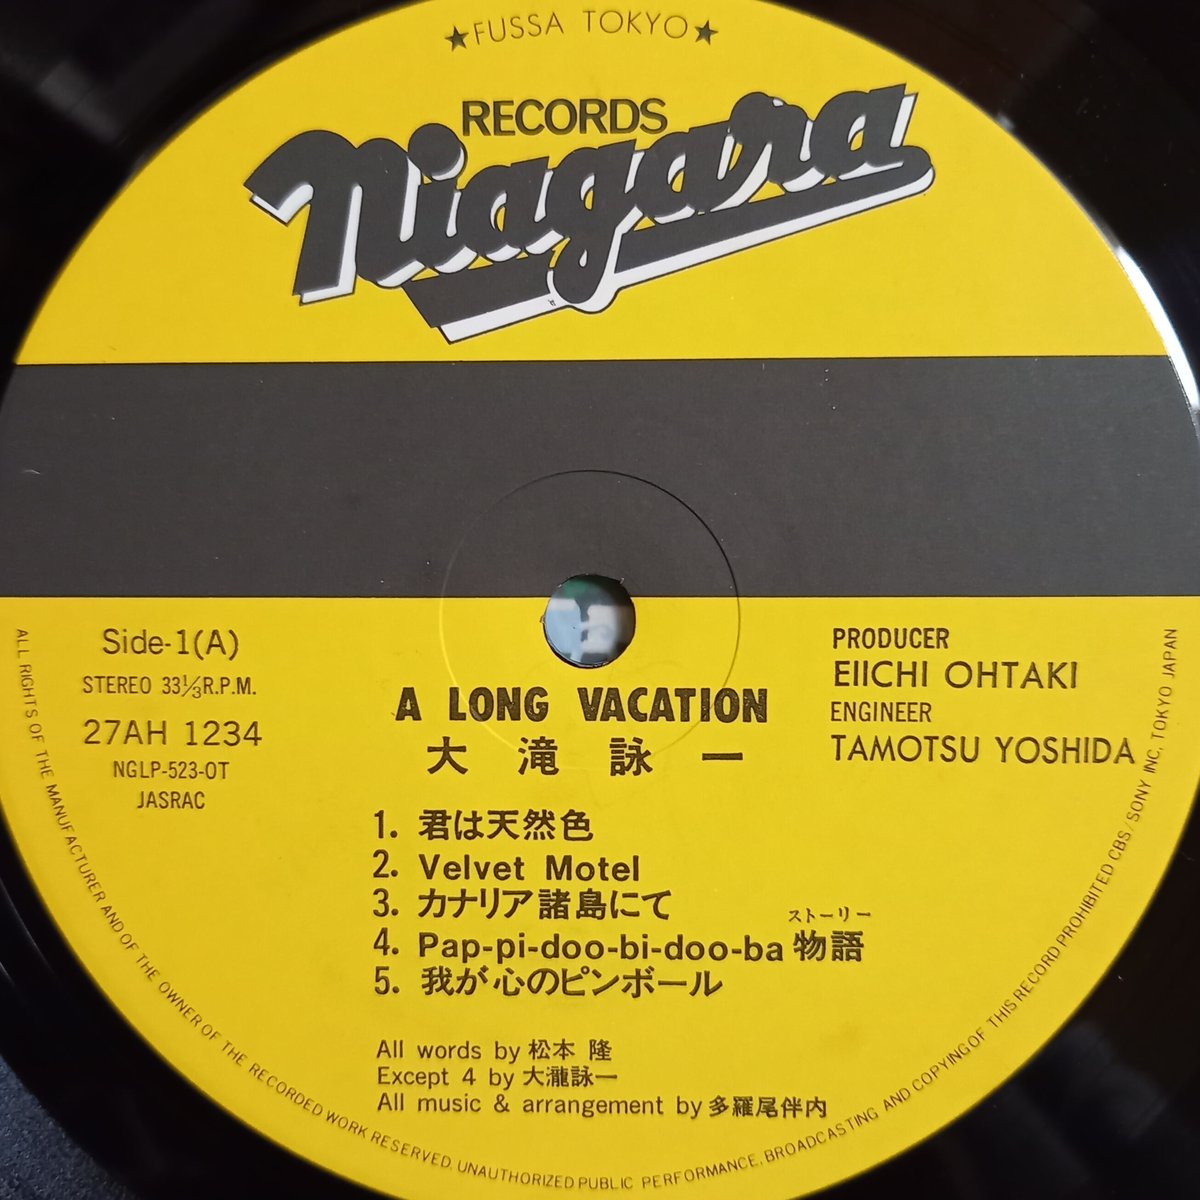 ★FUSSA TOKYO★
RECORDS
Niagara
Side-1(A)
STEREO 33⅓R.P.M.
27AH 1234
NGLP-523-OT
JASRAC
PRODUCER
EIICHI OHTAKI
ENGINEER
TAMOTSU YOSHIDA
A LONG VACATION
大滝詠一
1. 君は天然色
2. Velvet Motel
3. カナリア諸島にて
ストーリー
4. Pap-pi-doo-bi-doo-ba 物語
5. 我が心のピンボール
All words by 松本 隆
Except 4 by 大瀧詠一
All music & arrangement by 多羅尾伴内
ALL RIGHTS OF THE MANUFACTURER AND OF THE OWNER OF THE RECORDED WORK RESERVED. UNAUTHORIZED PUBLIC PERFORMANCE, BROADCASTING AND COPYING OF THIS RECORD PROHIBITED CBS/SONY INC, TOKYO JAPAN